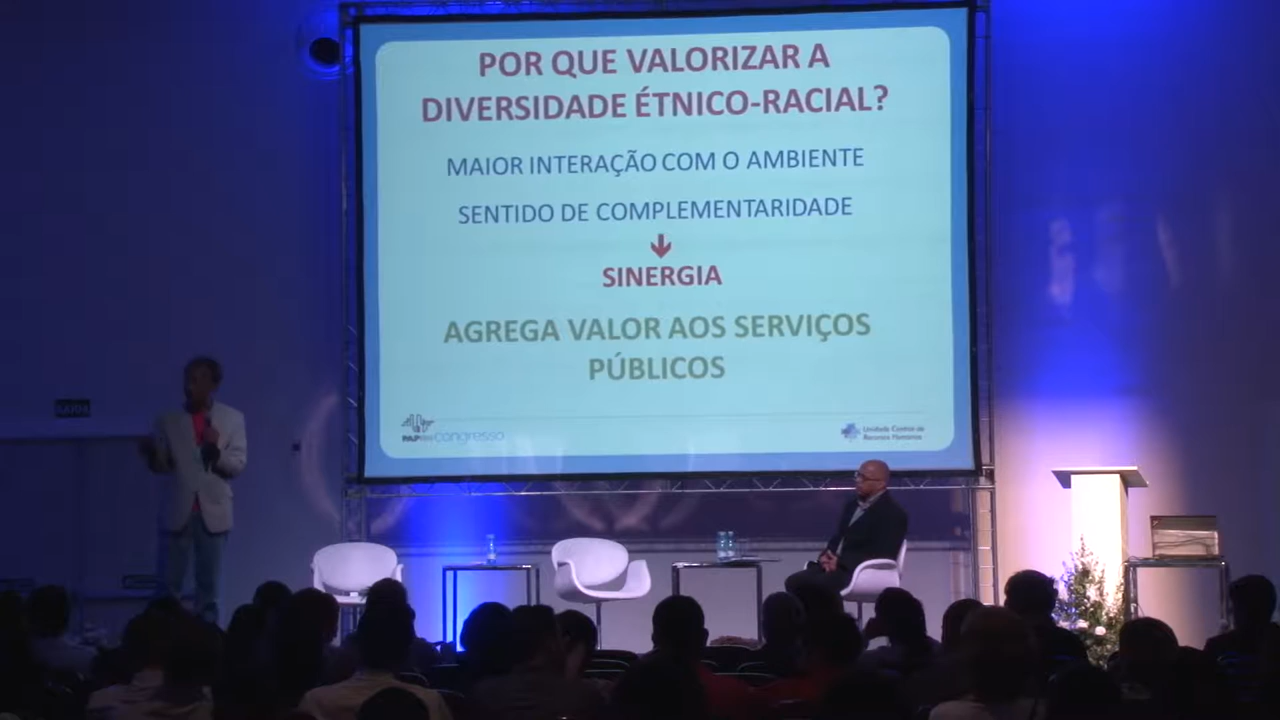 POR QUE VALORIZAR A
DIVERSIDADE ÉTNICO-RACIAL?
MAIOR INTERAÇÃO COM O AMBIENTE
SENTIDO DE COMPLEMENTARIDADE
SINERGIA
AGREGA VALOR AOS SERVIÇOS
PÚBLICOS
congresso
Unidade Central de
Recursos Humanos